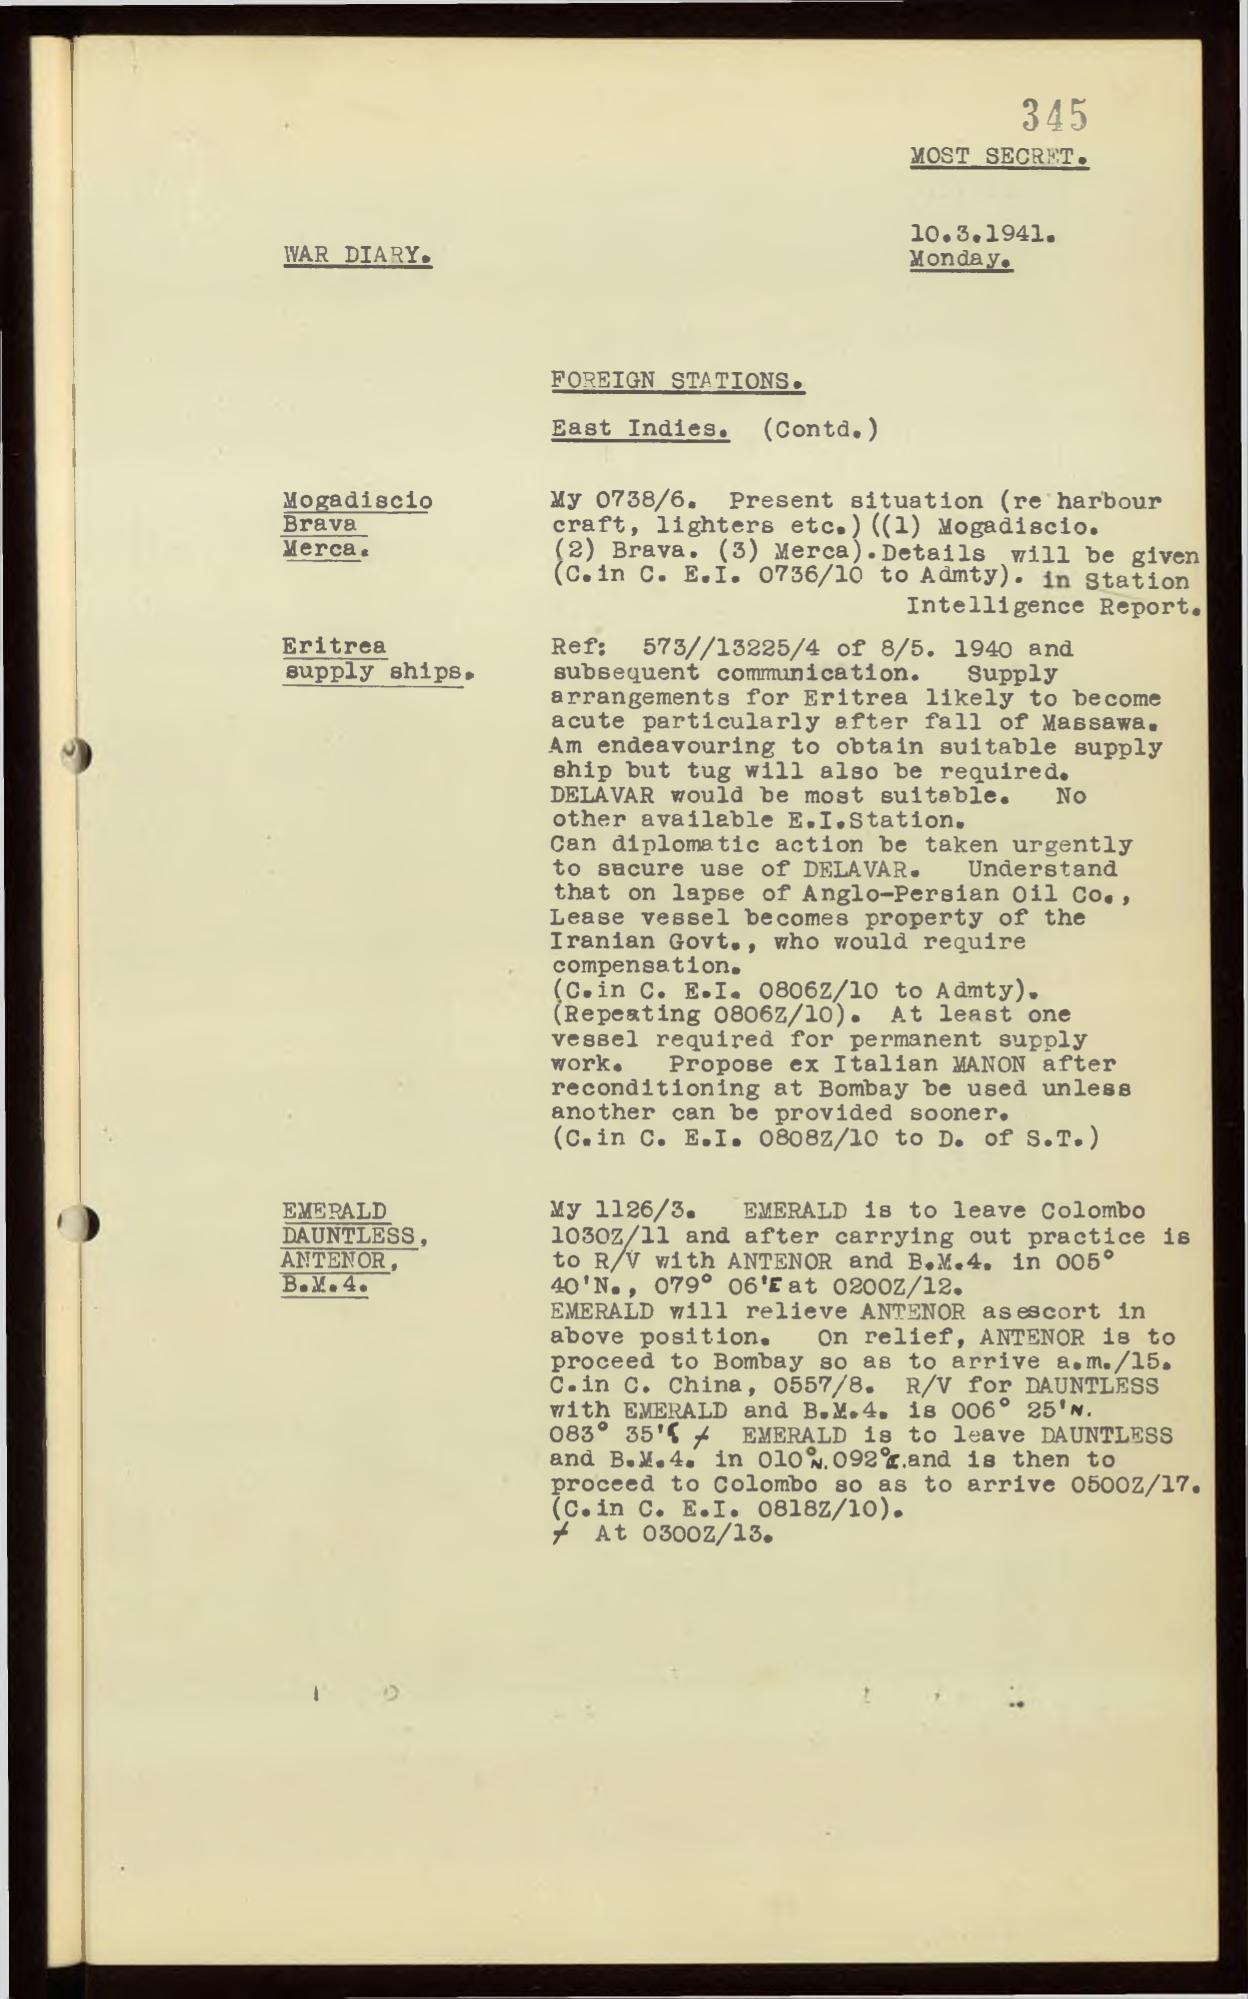 345
MOST SECRET.
10.3.1941.
WAR DIARY.
Monday.
FOREIGN STATIONS.
East Indies. (Contd.)
Mogadiscio
Brava
Merca.
My 0738/6. Present situation (re harbour
craft, lighters etc.)((1) Mogadiscio.
(2) Brava. (3) Merca).Details will be given
(C.in C. E.I. 0736/10 to Admty). in Station
Intelligence Report.
Eritrea
supply ships.
Ref: 573//13225/4 of 8/5. 1940 and
subsequent communication. Supply
arrangements for Eritrea likely to become
acute particularly after fall of Massawa.
Am endeavouring to obtain suitable supply
ship but tug will also be required.
DELAVAR would be most suitable. No
other available E.I.Station.
Can diplomatic action be taken urgently
to sucure use of DELAVAR. Understand
that on lapse of Anglo-Persian Oil Co.,
Lease vessel becomes property of the
Iranian Govt., who would require
compensation.
(C.in C. E.I. 0806Z/10 to Admty).
(Repeating 0806Z/10). At least one
vessel required for permanent supply
work. Propose ex Italian MANON after
reconditioning at Bombay be used unless
another can be provided sooner.
(C.in C. E.I. 0808Z/10 to D. of S.T.)
EMERALD
DAUNTLESS,
ANTENOR,
B.M.4.
My 1126/3. EMERALD is to leave Colombo
1030Z/11 and after carrying out practice is
to R/V with ANTENOR and B.M.4. in 005°
40'N., 079° 06'E at 0200Z/12.
EMERALD will relieve ANTENOR as escort in
above position. On relief, ANTENOR is to
proceed to Bombay so as to arrive a.m./15.
C.in C. China, 0557/8. R/V for DAUNTLESS
with EMERALD and B.M.4. is 006° 25'N.
083° 35'E ≠ EMERALD is to leave DAUNTLESS
and B.M.4. in 010°N.092°E.and is then to
proceed to Colombo so as to arrive 0500Z/17.
(C.in C. E.I. 0818Z/10).
≠ At 0300Z/13.